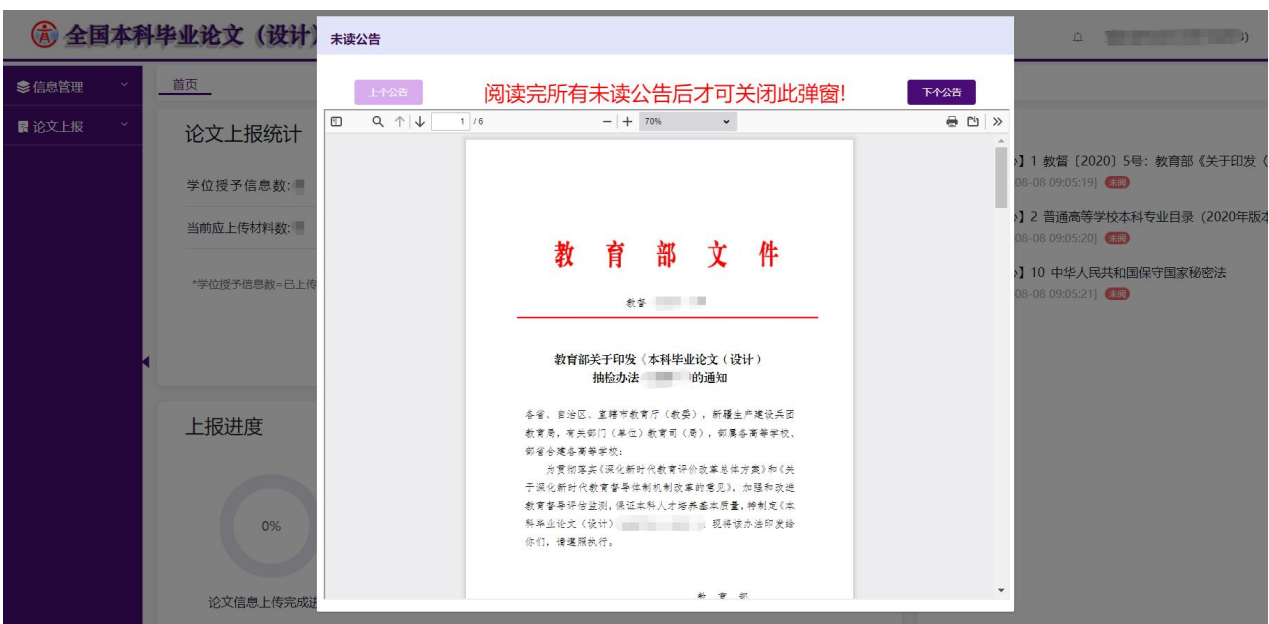 全国本科毕业论文（设计）
未读公告
信息管理
首页
上个公告
阅读完所有未读公告后才可关闭此弹窗!
下个公告
论文上报
1 /6
70%
论文上报统计
】1 教督〔2020〕5号：教育部《关于印发《
08-08 09:05:19] 未阅
学位授予信息数:
】2 普通高等学校本科专业目录（2020年版本
08-08 09:05:20] 未阅
当前应上传材料数:
教育部文件
】10 中华人民共和国保守国家秘密法
08-08 09:05:21] 未阅
*学位授予信息数=已上传
教督
教育部关于印发《本科毕业论文（设计）
抽检办法 的通知
上报进度
各省、自治区、直辖市教育厅（教委），新疆生产建设兵团
教育局，有关部门（单位）教育司（局），部属各高等学校、
部省合建各高等学校：
为贯彻落实《深化新时代教育评价改革总体方案》和《关
于深化新时代教育督导体制机制改革的意见》，加强和改进
教育督导评估监测，保证本科人才培养基本质量，特制定《本
科毕业论文（设计） 现将该办法印发给
你们，请遵照执行。
0%
论文信息上传完成进
教 育 部